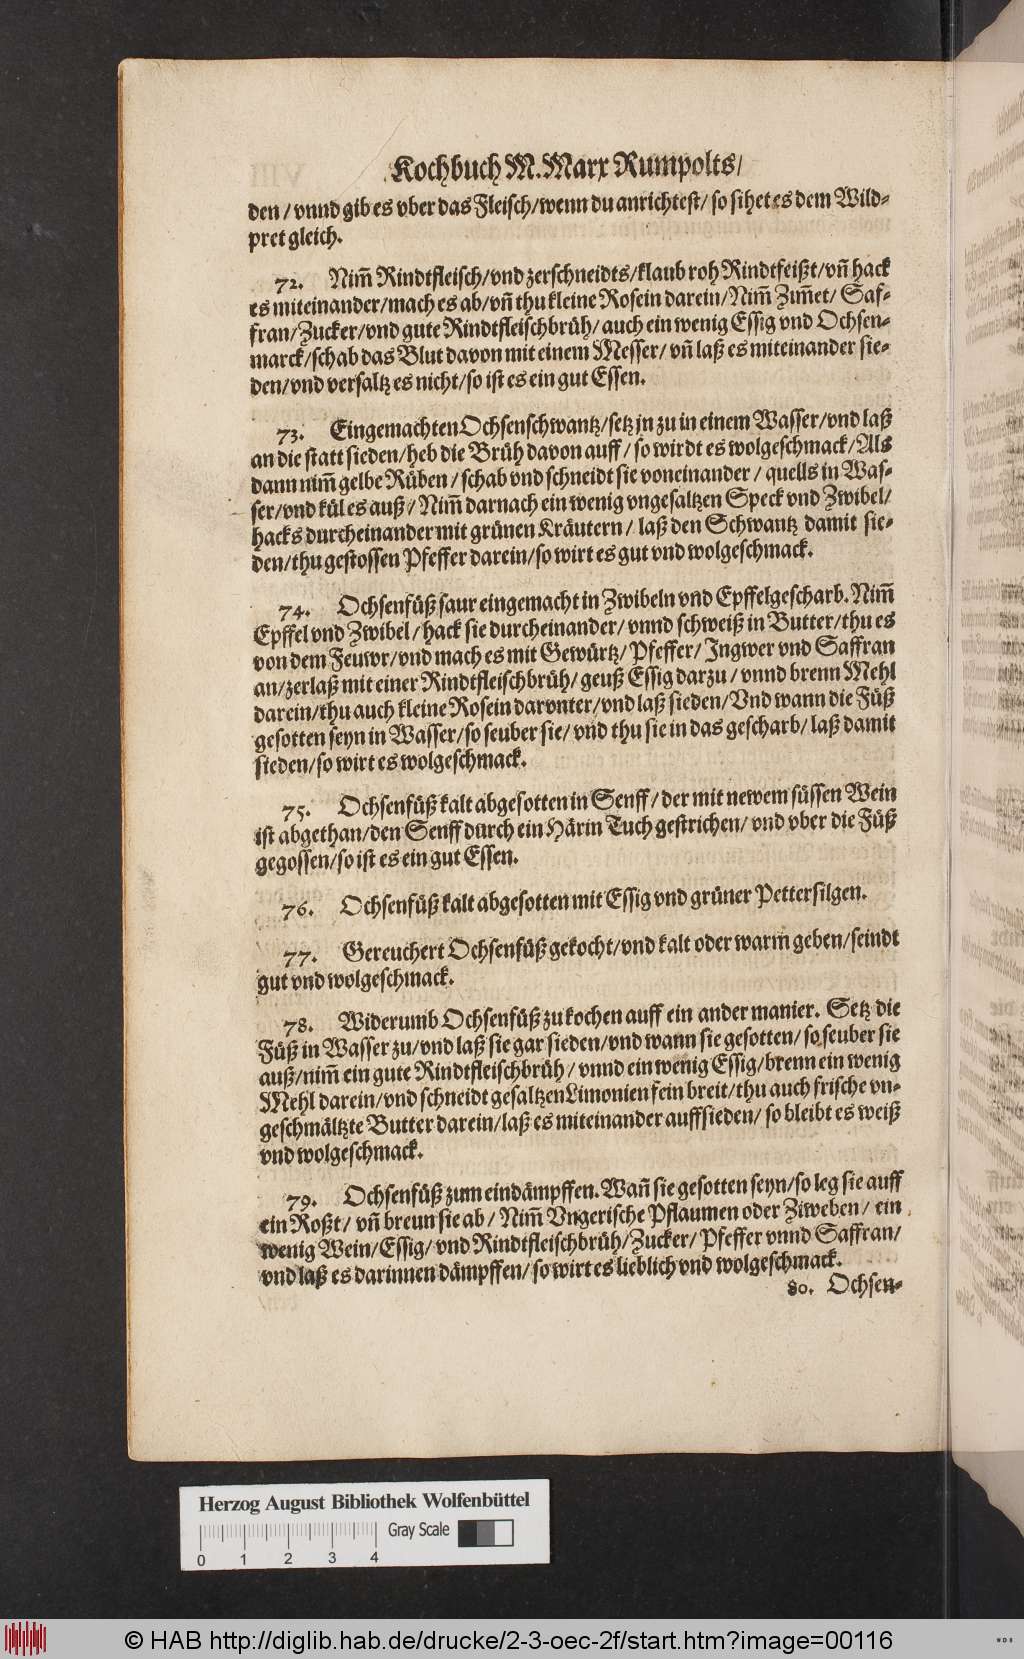 Kochbuch M. Marx Rumpolts/
den / vnnd gib es vber das Fleisch/wenn du anrichtest/ so sihet es dem Wild-
pret gleich.
72. Nim̃ Rindtfleisch/vnd zerschneidts/klaub roh Rindtfeißt/vñ hack
es miteinander/mach es ab/vñ thu kleine Rosein darein/Nim̃ Zim̃et/ Saf-
fran/Zucker/vnd gute Rindtfleischbrüh/ auch ein wenig Essig vnd Ochsen-
marck/schab das Blut davon mit einem Messer/ vñ laß es miteinander sie-
den/vnd versaltz es nicht/so ist es ein gut Essen.
73. Eingemachten Ochsenschwantz/setz jn zu in einem Wasser/vnd laß
an die statt sieden/heb die Brüh davon auff / so wirdt es wolgeschmack/Als
dann nim̃ gelbe Rüben / schab vnd schneidt sie voneinander / quells in Was-
ser/vnd kül es auß / Nim̃ darnach ein wenig vngesaltzen Speck vnd Zwibel/
hacks durcheinander mit grünen Kräutern / laß den Schwantz damit sie-
den/thu gestossen Pfeffer darein/so wirt es gut vnd wolgeschmack.
74. Ochsenfüß saur eingemacht in Zwibeln vnd Epffelgescharb. Nim̃
Epffel vnd Zwibel / hack sie durcheinander/ vnnd schweiß in Butter/thu es
von dem Feuwr/vnd mach es mit Gewürtz/ Pfeffer/ Ingwer vnd Saffran
an/zerlaß mit einer Rindtfleischbrüh/ geuß Essig darzu / vnnd brenn Mehl
darein/thu auch kleine Rosein darvnter/vnd laß sieden/Vnd wann die Füß
gesotten seyn in Wasser/so seuber sie/ vnd thu sie in das gescharb/ laß damit
sieden/so wirt es wolgeschmack.
75. Ochsenfüß kalt abgesotten in Senff / der mit newem süssen Wein
ist abgethan/den Senff durch ein Härin Tuch gestrichen/ vnd vber die Füß
gegossen/so ist es ein gut Essen.
76. Ochsenfüß kalt abgesotten mit Essig vnd grüner Pettersilgen.
77. Gereuchert Ochsenfüß gekocht/vnd kalt oder warm geben/seindt
gut vnd wolgeschmack.
78. Widerumb Ochsenfüß zu kochen auff ein ander manier. Setz die
Füß in Wasser zu/vnd laß sie gar sieden/vnd wann sie gesotten/ so seuber sie
auß/nim̃ ein gute Rindtfleischbrüh / vnnd ein wenig Essig/brenn ein wenig
Mehl darein/vnd schneidt gesaltzen Limonien fein breit/thu auch frische vn-
geschmältzte Butter darein/laß es miteinander auffsieden/ so bleibt es weiß
vnd wolgeschmack.
79. Ochsenfüß zum eindämpffen. Wañ sie gesotten seyn/so leg sie auff
ein Roßt/ vñ breun sie ab / Nim̃ Vngerische Pflaumen oder Ziweben / ein
wenig Wein/Essig/ vnd Rindtfleischbrüh/Zucker/ Pfeffer vnnd Saffran/
vnd laß es darinnen dämpffen/ so wirt es lieblich vnd wolgeschmack.
80. Ochsen-
Herzog August Bibliothek Wolfenbüttel
0 1 2 3 4 Gray Scale
© HAB http://diglib.hab.de/drucke/2-3-oec-2f/start.htm?image=00116